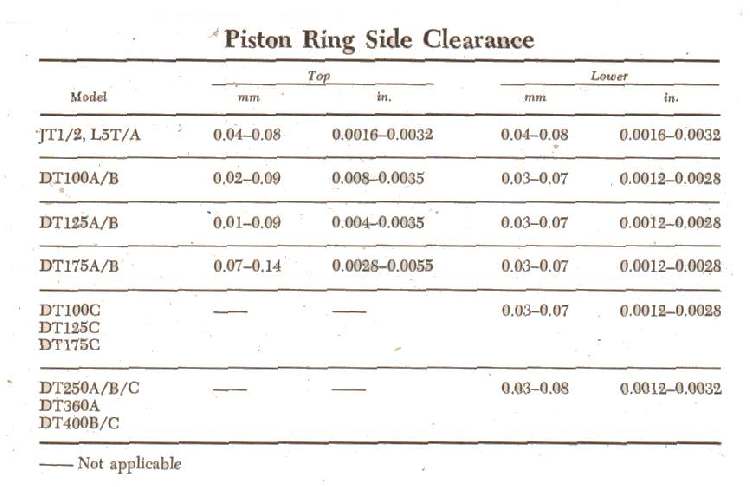 Piston Ring Side Clearance
Top Lower
Model mm in. mm in.
JT1/2, L5T/A 0.04–0.08 0.0016–0.0032 0.04–0.08 0.0016–0.0032
DT100A/B 0.02–0.09 0.008–0.0035 0.03–0.07 0.0012–0.0028
DT125A/B 0.01–0.09 0.004–0.0035 0.03–0.07 0.0012–0.0028
DT175A/B 0.07–0.14 0.0028–0.0055 0.03–0.07 0.0012–0.0028
DT100C — — 0.03–0.07 0.0012–0.0028
DT125C
DT175C
DT250A/B/C — — 0.03–0.08 0.0012–0.0032
DT360A
DT400B/C
— Not applicable